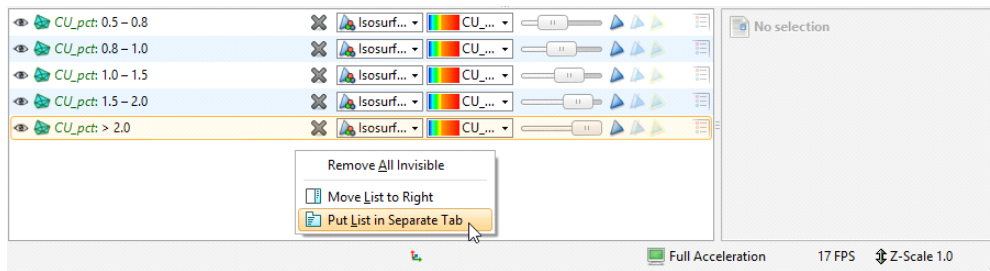 CU_pct: 0.5 – 0.8 Isosurf... CU_...
CU_pct: 0.8 – 1.0 Isosurf... CU_...
CU_pct: 1.0 – 1.5 Isosurf... CU_...
CU_pct: 1.5 – 2.0 Isosurf... CU_...
CU_pct: > 2.0 Isosurf... CU_...
No selection
Remove All Invisible
Move List to Right
Put List in Separate Tab
Full Acceleration 17 FPS Z-Scale 1.0